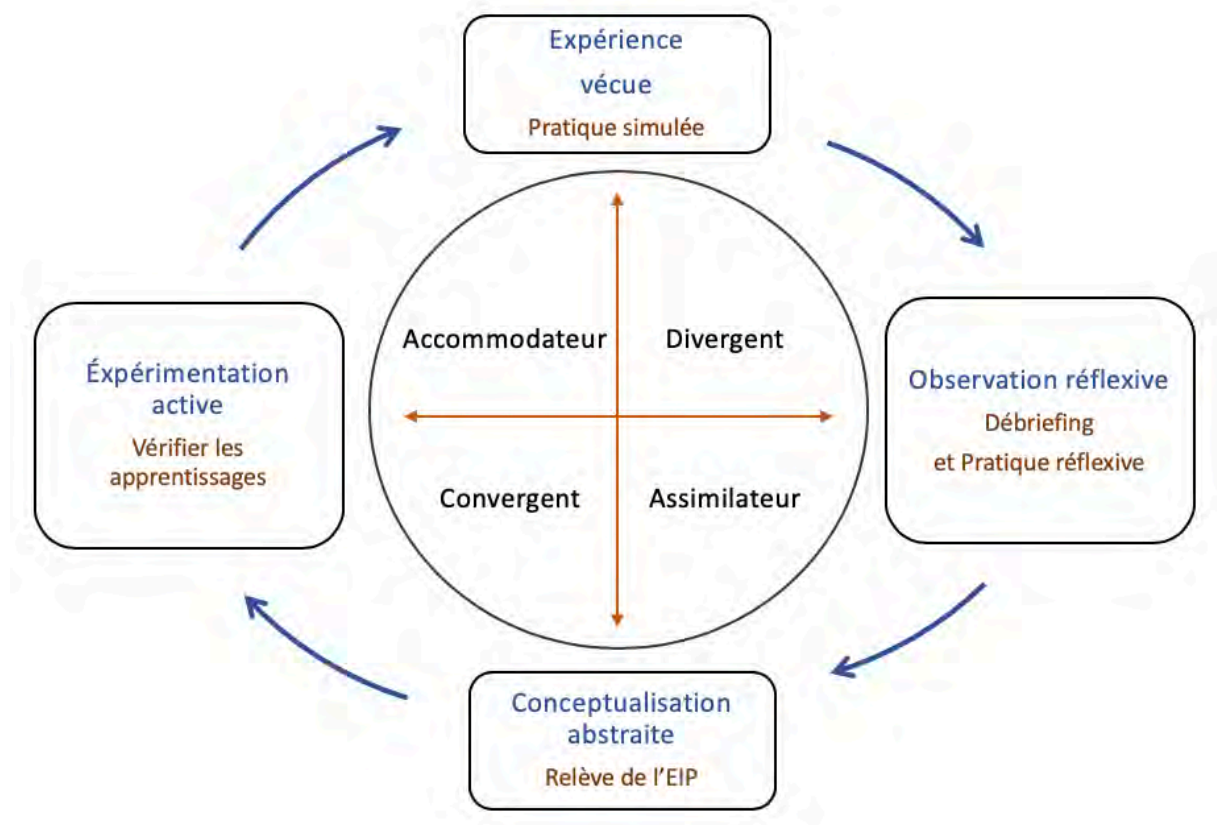 Expérience
vécue
Pratique simulée
Accommodateur
Divergent
Éxpérimentation
active
Vérifier les
apprentissages
Observation réflexive
Débriefing
et Pratique réflexive
Convergent
Assimilateur
Conceptualisation
abstraite
Relève de l'EIP